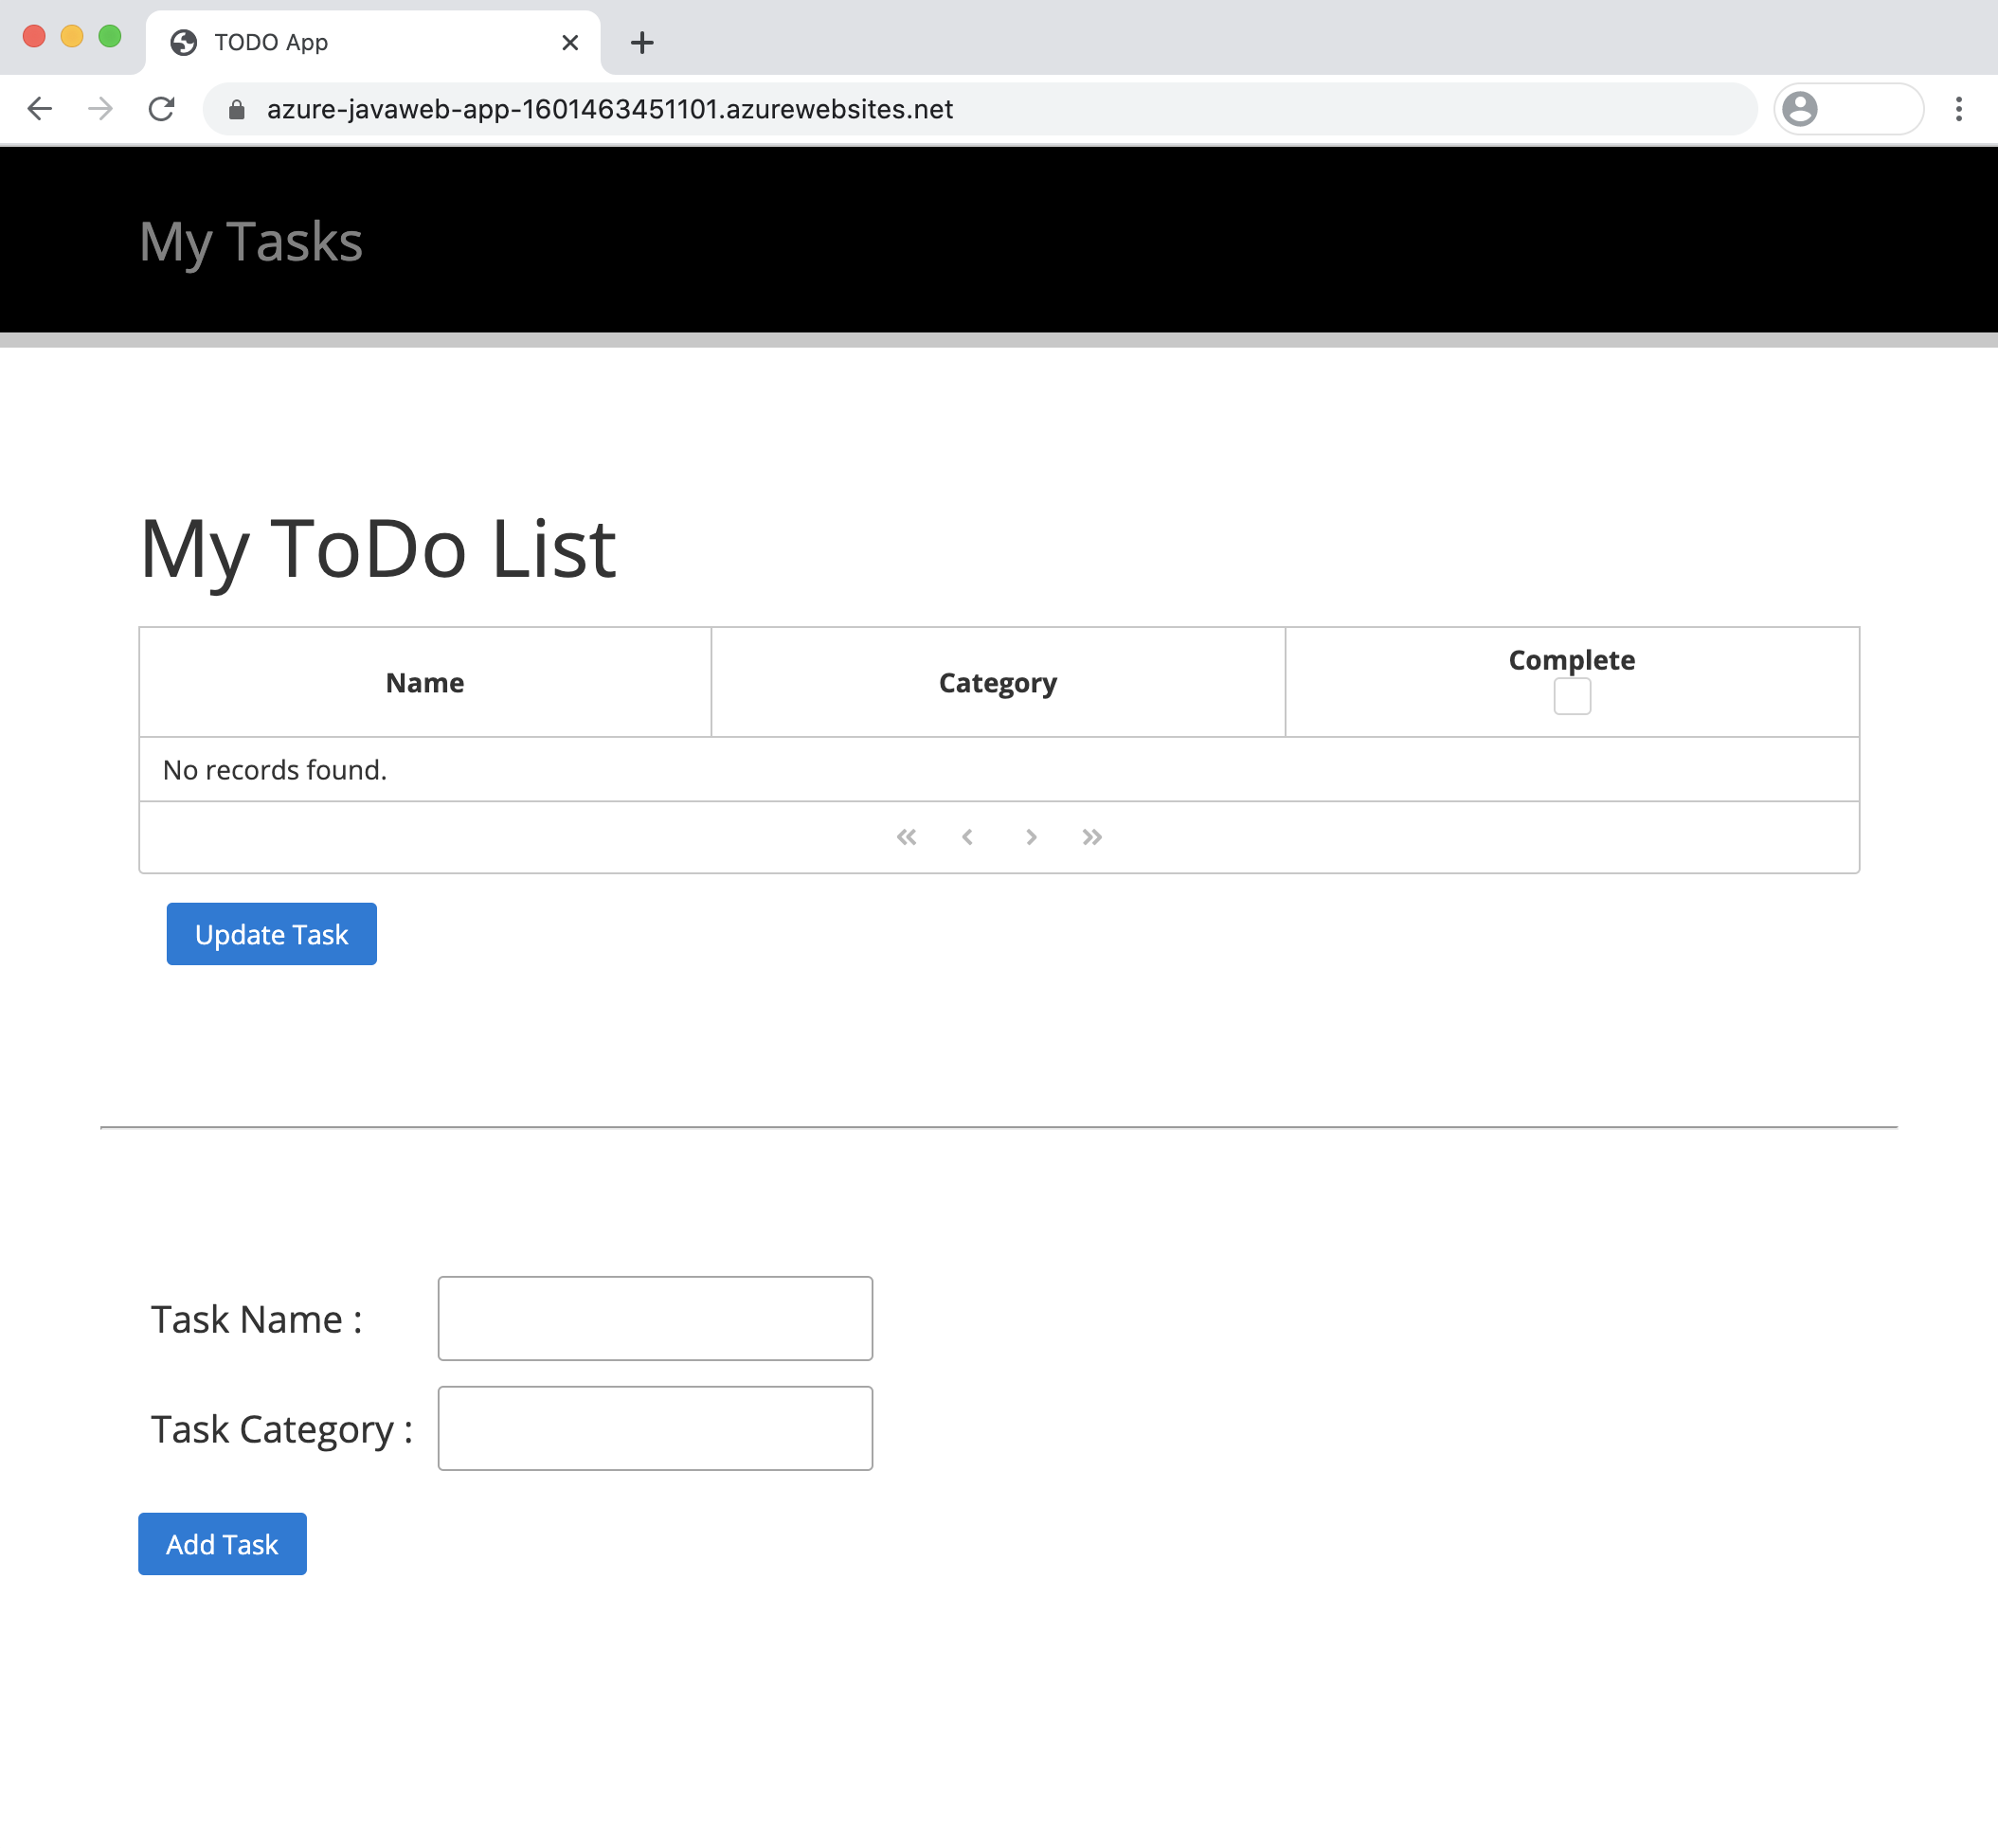 TODO App
azure-javaweb-app-1601463451101.azurewebsites.net
My Tasks
My ToDo List
Name Category Complete
No records found.
Update Task
Task Name :
Task Category :
Add Task